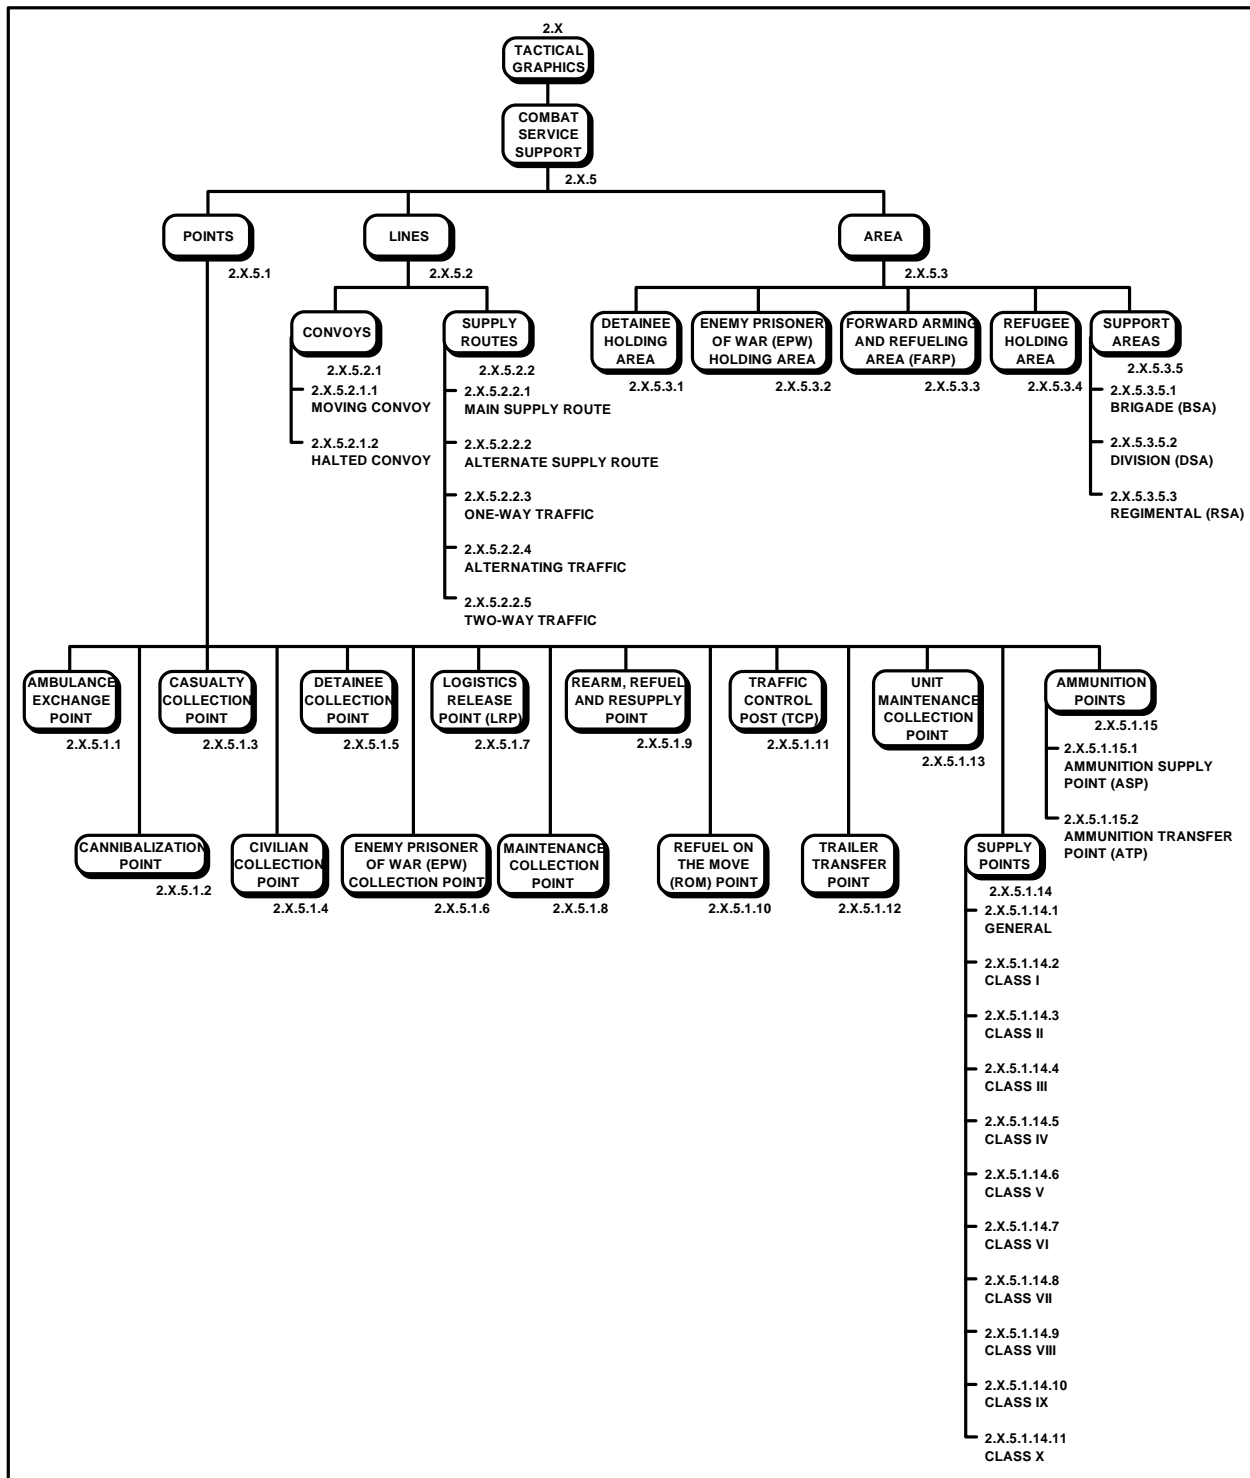 2.X
TACTICAL
GRAPHICS
COMBAT
SERVICE
SUPPORT
2.X.5
POINTS
2.X.5.1
LINES
2.X.5.2
AREA
2.X.5.3
CONVOYS
2.X.5.2.1
2.X.5.2.1.1
MOVING CONVOY
2.X.5.2.1.2
HALTED CONVOY
SUPPLY
ROUTES
2.X.5.2.2
2.X.5.2.2.1
MAIN SUPPLY ROUTE
2.X.5.2.2.2
ALTERNATE SUPPLY ROUTE
2.X.5.2.2.3
ONE-WAY TRAFFIC
2.X.5.2.2.4
ALTERNATING TRAFFIC
2.X.5.2.2.5
TWO-WAY TRAFFIC
DETAINEE
HOLDING
AREA
2.X.5.3.1
ENEMY PRISONER
OF WAR (EPW)
HOLDING AREA
2.X.5.3.2
FORWARD ARMING
AND REFUELING
AREA (FARP)
2.X.5.3.3
REFUGEE
HOLDING
AREA
2.X.5.3.4
SUPPORT
AREAS
2.X.5.3.5
2.X.5.3.5.1
BRIGADE (BSA)
2.X.5.3.5.2
DIVISION (DSA)
2.X.5.3.5.3
REGIMENTAL (RSA)
AMBULANCE
EXCHANGE
POINT
2.X.5.1.1
CANNIBALIZATION
POINT
2.X.5.1.2
CASUALTY
COLLECTION
POINT
2.X.5.1.3
CIVILIAN
COLLECTION
POINT
2.X.5.1.4
DETAINEE
COLLECTION
POINT
2.X.5.1.5
ENEMY PRISONER
OF WAR (EPW)
COLLECTION POINT
2.X.5.1.6
LOGISTICS
RELEASE
POINT (LRP)
2.X.5.1.7
MAINTENANCE
COLLECTION
POINT
2.X.5.1.8
REARM, REFUEL
AND RESUPPLY
POINT
2.X.5.1.9
REFUEL ON
THE MOVE
(ROM) POINT
2.X.5.1.10
TRAFFIC
CONTROL
POST (TCP)
2.X.5.1.11
TRAILER
TRANSFER
POINT
2.X.5.1.12
UNIT
MAINTENANCE
COLLECTION
POINT
2.X.5.1.13
SUPPLY
POINTS
2.X.5.1.14
2.X.5.1.14.1
GENERAL
2.X.5.1.14.2
CLASS I
2.X.5.1.14.3
CLASS II
2.X.5.1.14.4
CLASS III
2.X.5.1.14.5
CLASS IV
2.X.5.1.14.6
CLASS V
2.X.5.1.14.7
CLASS VI
2.X.5.1.14.8
CLASS VII
2.X.5.1.14.9
CLASS VIII
2.X.5.1.14.10
CLASS IX
2.X.5.1.14.11
CLASS X
AMMUNITION
POINTS
2.X.5.1.15
2.X.5.1.15.1
AMMUNITION SUPPLY
POINT (ASP)
2.X.5.1.15.2
AMMUNITION TRANSFER
POINT (ATP)